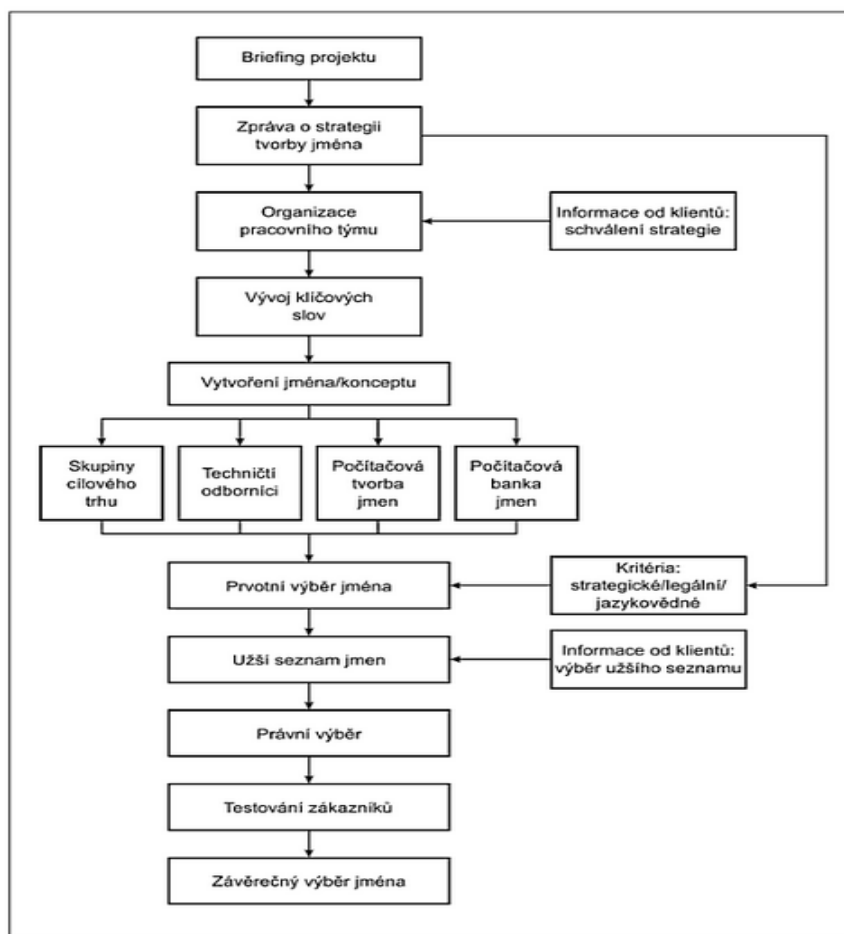 Briefing projektu
Zpráva o strategii
tvorby jména
Organizace
pracovního týmu
Informace od klientů:
schválení strategie
Vývoj klíčových
slov
Vytvoření jména/konceptu
Skupiny
cílového
trhu
Techničtí
odborníci
Počítačová
tvorba
jmen
Počítačová
banka
jmen
Prvotní výběr jména
Kritéria:
strategické/legální/
jazykovědné
Užší seznam jmen
Informace od klientů:
výběr užšího seznamu
Právní výběr
Testování zákazníků
Závěrečný výběr jména